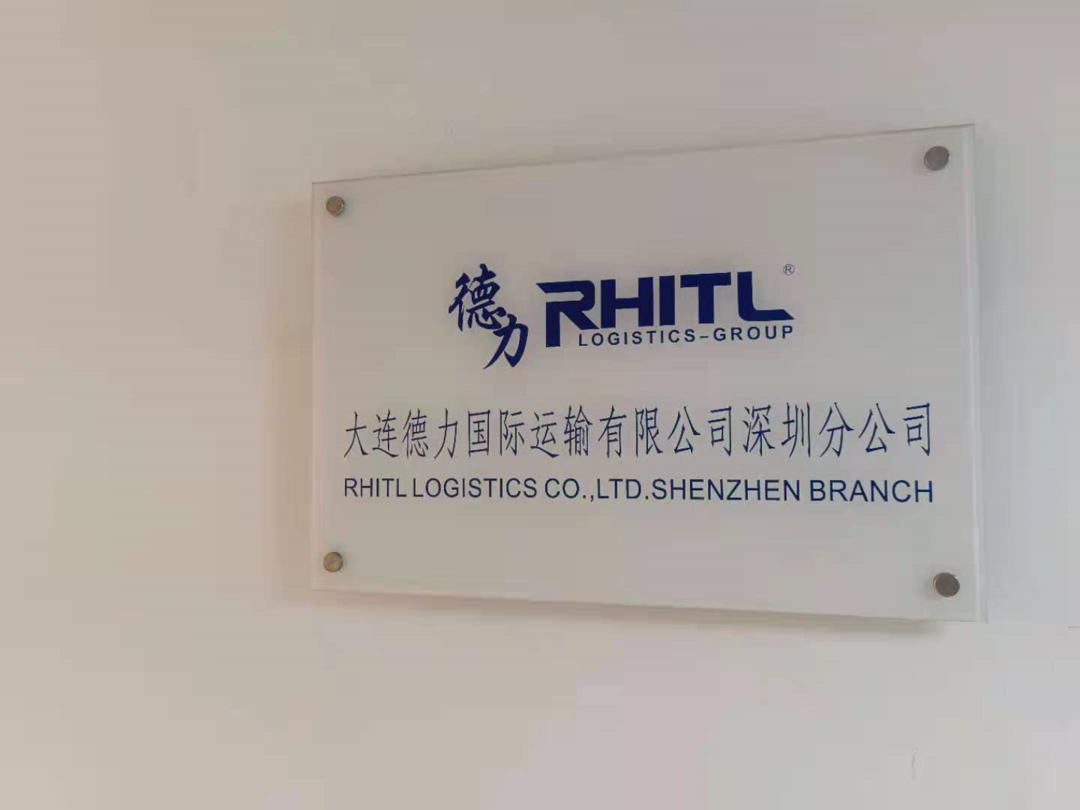 德力 RHITL®
LOGISTICS-GROUP
大连德力国际运输有限公司深圳分公司
RHITL LOGISTICS CO.,LTD.SHENZHEN BRANCH